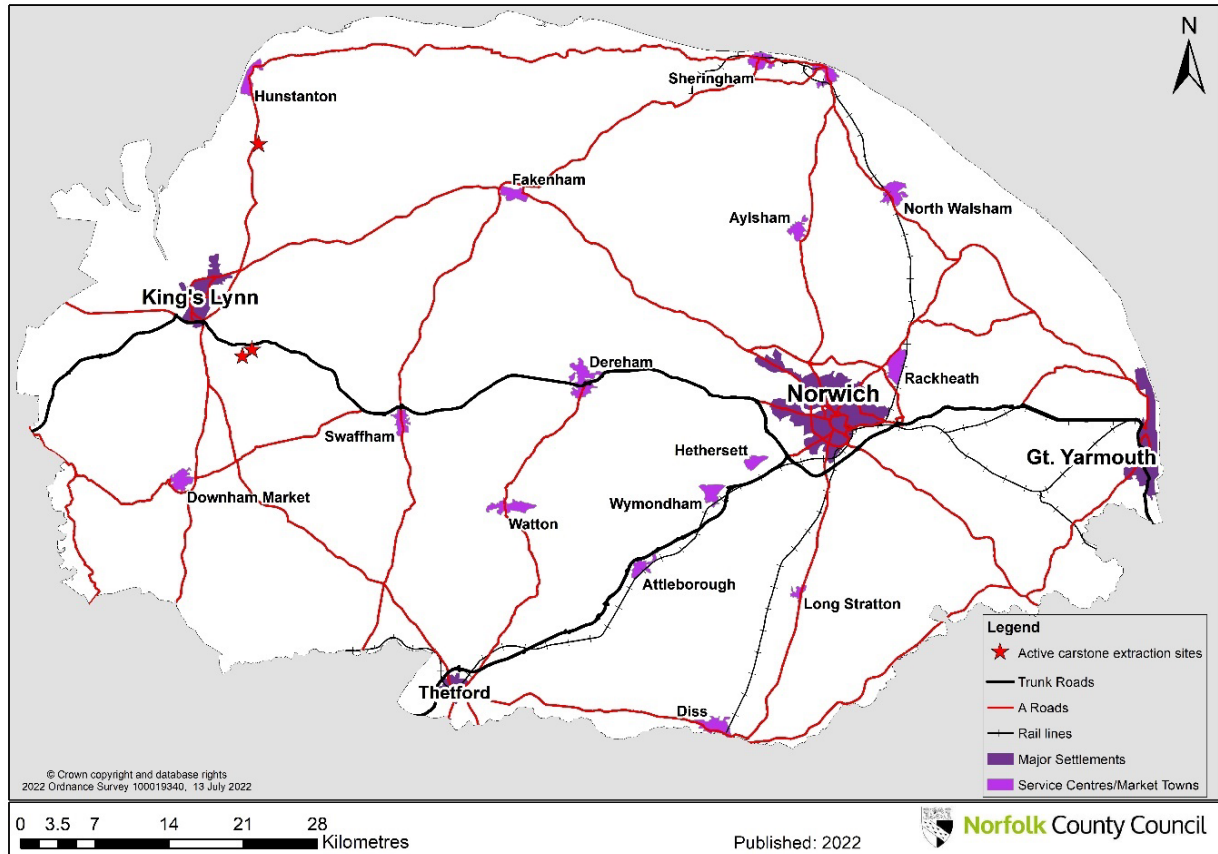 N
Sheringham
Hunstanton
Fakenham
North Walsham
Aylsham
King's Lynn
Dereham
Rackheath
Norwich
Swaffham
Hethersett
Gt. Yarmouth
Downham Market
Wymondham
Watton
Attleborough
Long Stratton
Thetford
Diss
Legend
Active carstone extraction sites
Trunk Roads
A Roads
Rail lines
Major Settlements
Service Centres/Market Towns
© Crown copyright and database rights
2022 Ordnance Survey 100019340, 13 July 2022
0 3.5 7 14 21 28
Kilometres
Published: 2022
Norfolk County Council